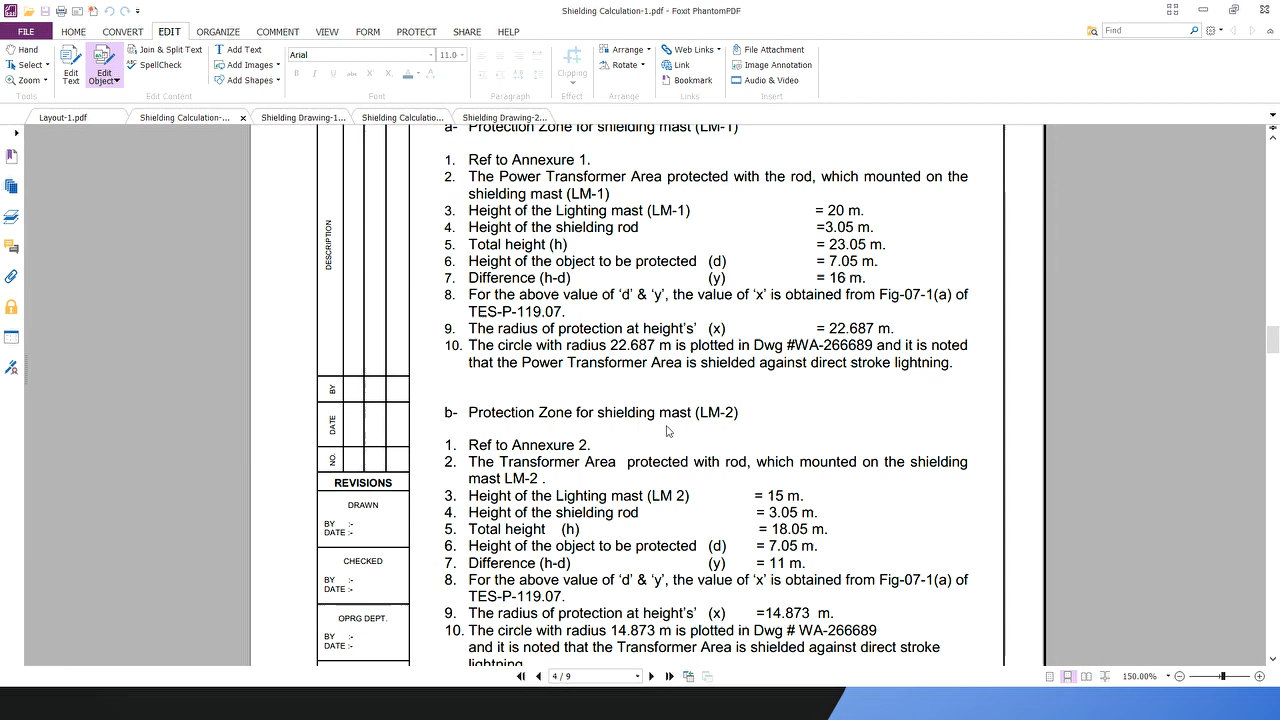 Shielding Calculation-1.pdf - Foxit PhantomPDF
FILE HOME CONVERT EDIT ORGANIZE COMMENT VIEW FORM PROTECT SHARE HELP
Find
Hand
Select
Zoom
Tools
Edit Text
Edit Object
Join & Split Text
SpellCheck
Edit Content
Add Text
Add Images
Add Shapes
Arial 11.0
B I U abc X X A
Font
Paragraph
Clipping
Effect
Arrange
Rotate
Arrange
Web Links
Link
Bookmark
Links
File Attachment
Image Annotation
Audio & Video
Insert
Layout-1.pdf Shielding Calculation-... Shielding Drawing-1... Shielding Calculatio... Shielding Drawing-2...
a- Protection Zone for shielding mast (LM-1)
1. Ref to Annexure 1.
2. The Power Transformer Area protected with the rod, which mounted on the
shielding mast (LM-1)
3. Height of the Lighting mast (LM-1) = 20 m.
4. Height of the shielding rod =3.05 m.
5. Total height (h) = 23.05 m.
6. Height of the object to be protected (d) = 7.05 m.
7. Difference (h-d) (y) = 16 m.
8. For the above value of ‘d’ & ‘y’, the value of ‘x’ is obtained from Fig-07-1(a) of
TES-P-119.07.
9. The radius of protection at height’s’ (x) = 22.687 m.
10. The circle with radius 22.687 m is plotted in Dwg #WA-266689 and it is noted
that the Power Transformer Area is shielded against direct stroke lightning.
b- Protection Zone for shielding mast (LM-2)
1. Ref to Annexure 2.
2. The Transformer Area protected with rod, which mounted on the shielding
mast LM-2 .
3. Height of the Lighting mast (LM 2) = 15 m.
4. Height of the shielding rod = 3.05 m.
5. Total height (h) = 18.05 m.
6. Height of the object to be protected (d) = 7.05 m.
7. Difference (h-d) (y) = 11 m.
8. For the above value of ‘d’ & ‘y’, the value of ‘x’ is obtained from Fig-07-1(a) of
TES-P-119.07.
9. The radius of protection at height’s’ (x) =14.873 m.
10. The circle with radius 14.873 m is plotted in Dwg # WA-266689
and it is noted that the Transformer Area is shielded against direct stroke
lightning
DESCRIPTION
BY
DATE
NO.
REVISIONS
DRAWN
BY :-
DATE :-
CHECKED
BY :-
DATE :-
OPRG DEPT.
BY :-
DATE :-
4 / 9
150.00%